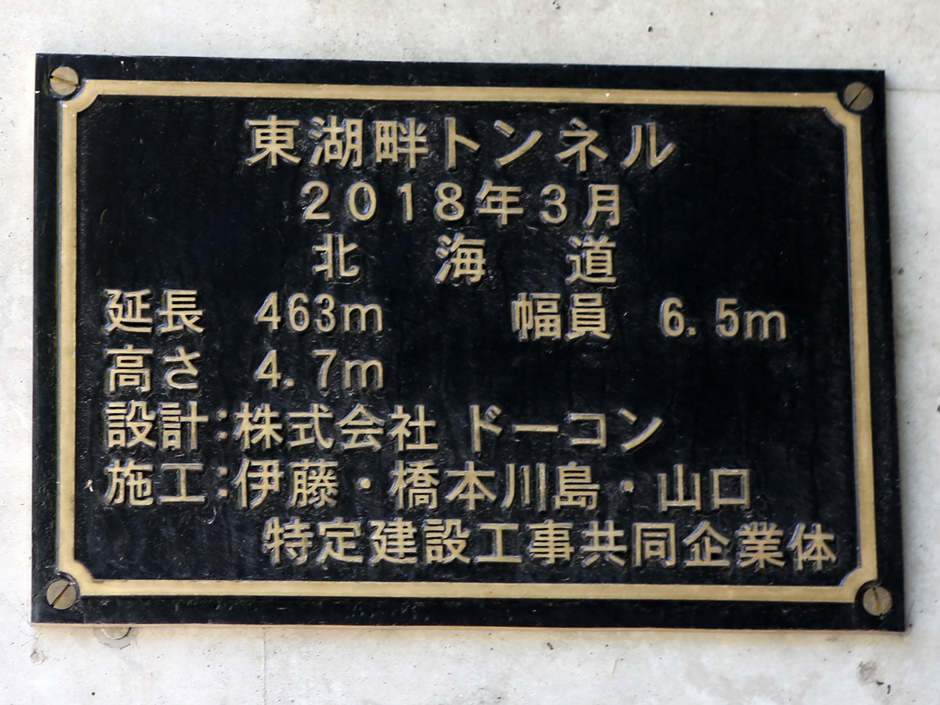 東湖畔トンネル
2018年3月
北 海 道
延長 463m 幅員 6.5m
高さ 4.7m
設計:株式会社 ドーコン
施工:伊藤・橋本川島・山口
特定建設工事共同企業体